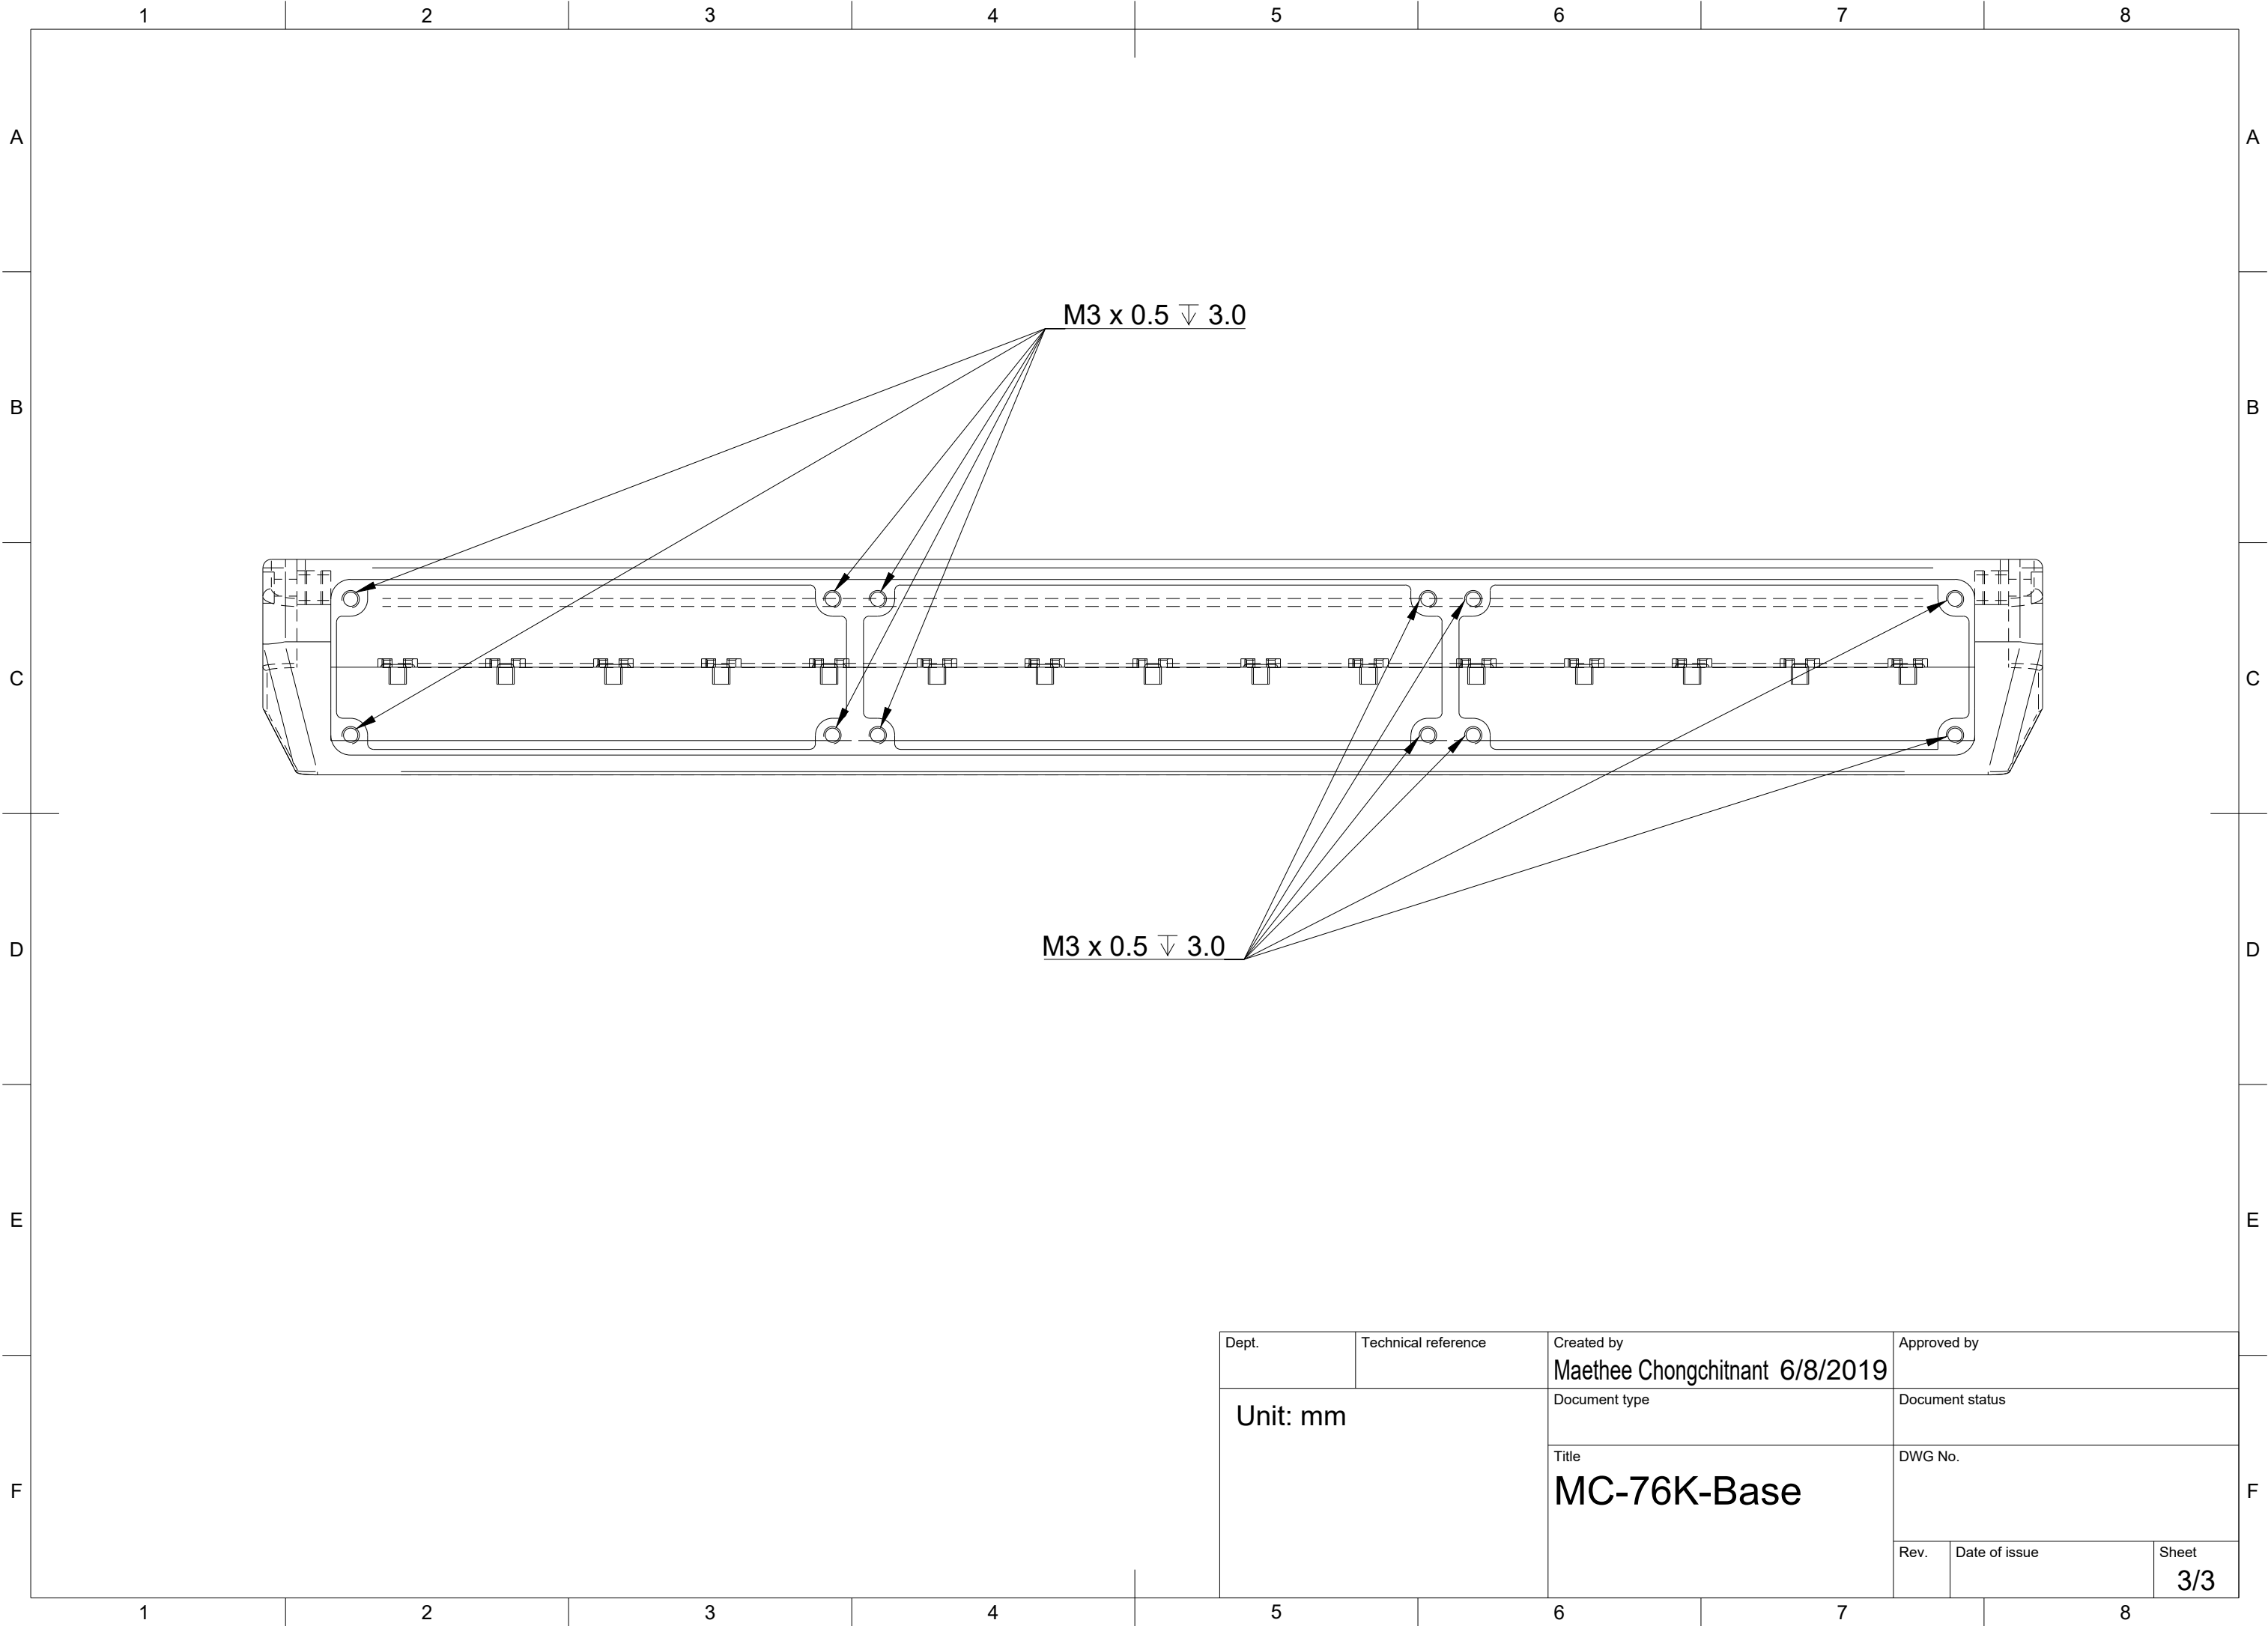 1 2 3 4 5 6 7 8
A A
M3 x 0.5 ↧ 3.0
B B
C C
M3 x 0.5 ↧ 3.0
D D
E E
Dept. Technical reference Created by Approved by
Maethee Chongchitnant 6/8/2019
Unit: mm Document type Document status
Title DWG No.
MC-76K-Base
F F
Rev. Date of issue Sheet
3/3
1 2 3 4 5 6 7 8